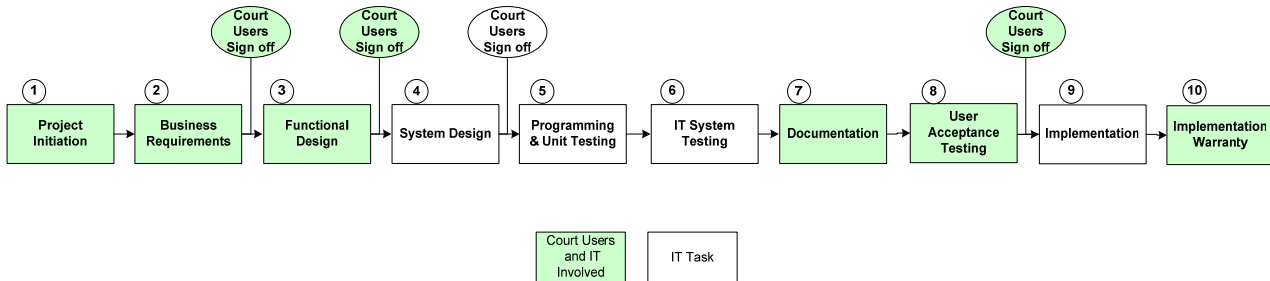 Court
Users
Sign off
Court
Users
Sign off
Court
Users
Sign off
Court
Users
Sign off
1
2
3
4
5
6
7
8
9
10
Project
Initiation
Business
Requirements
Functional
Design
System Design
Programming
& Unit Testing
IT System
Testing
Documentation
User
Acceptance
Testing
Implementation
Implementation
Warranty
Court Users
and IT
Involved
IT Task